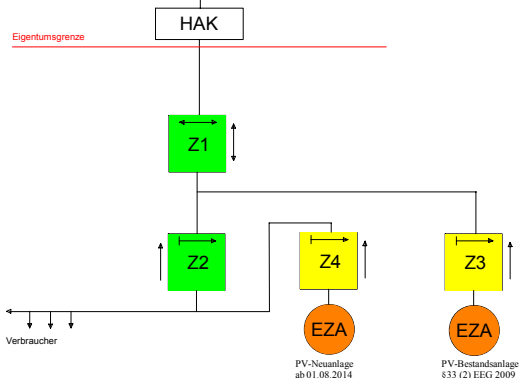 HAK
Eigentumsgrenze
Z1
Z2
Z4
Z3
EZA
EZA
Verbraucher
PV-Neuanlage
ab 01.08.2014
PV-Bestandsanlage
§33 (2) EEG 2009